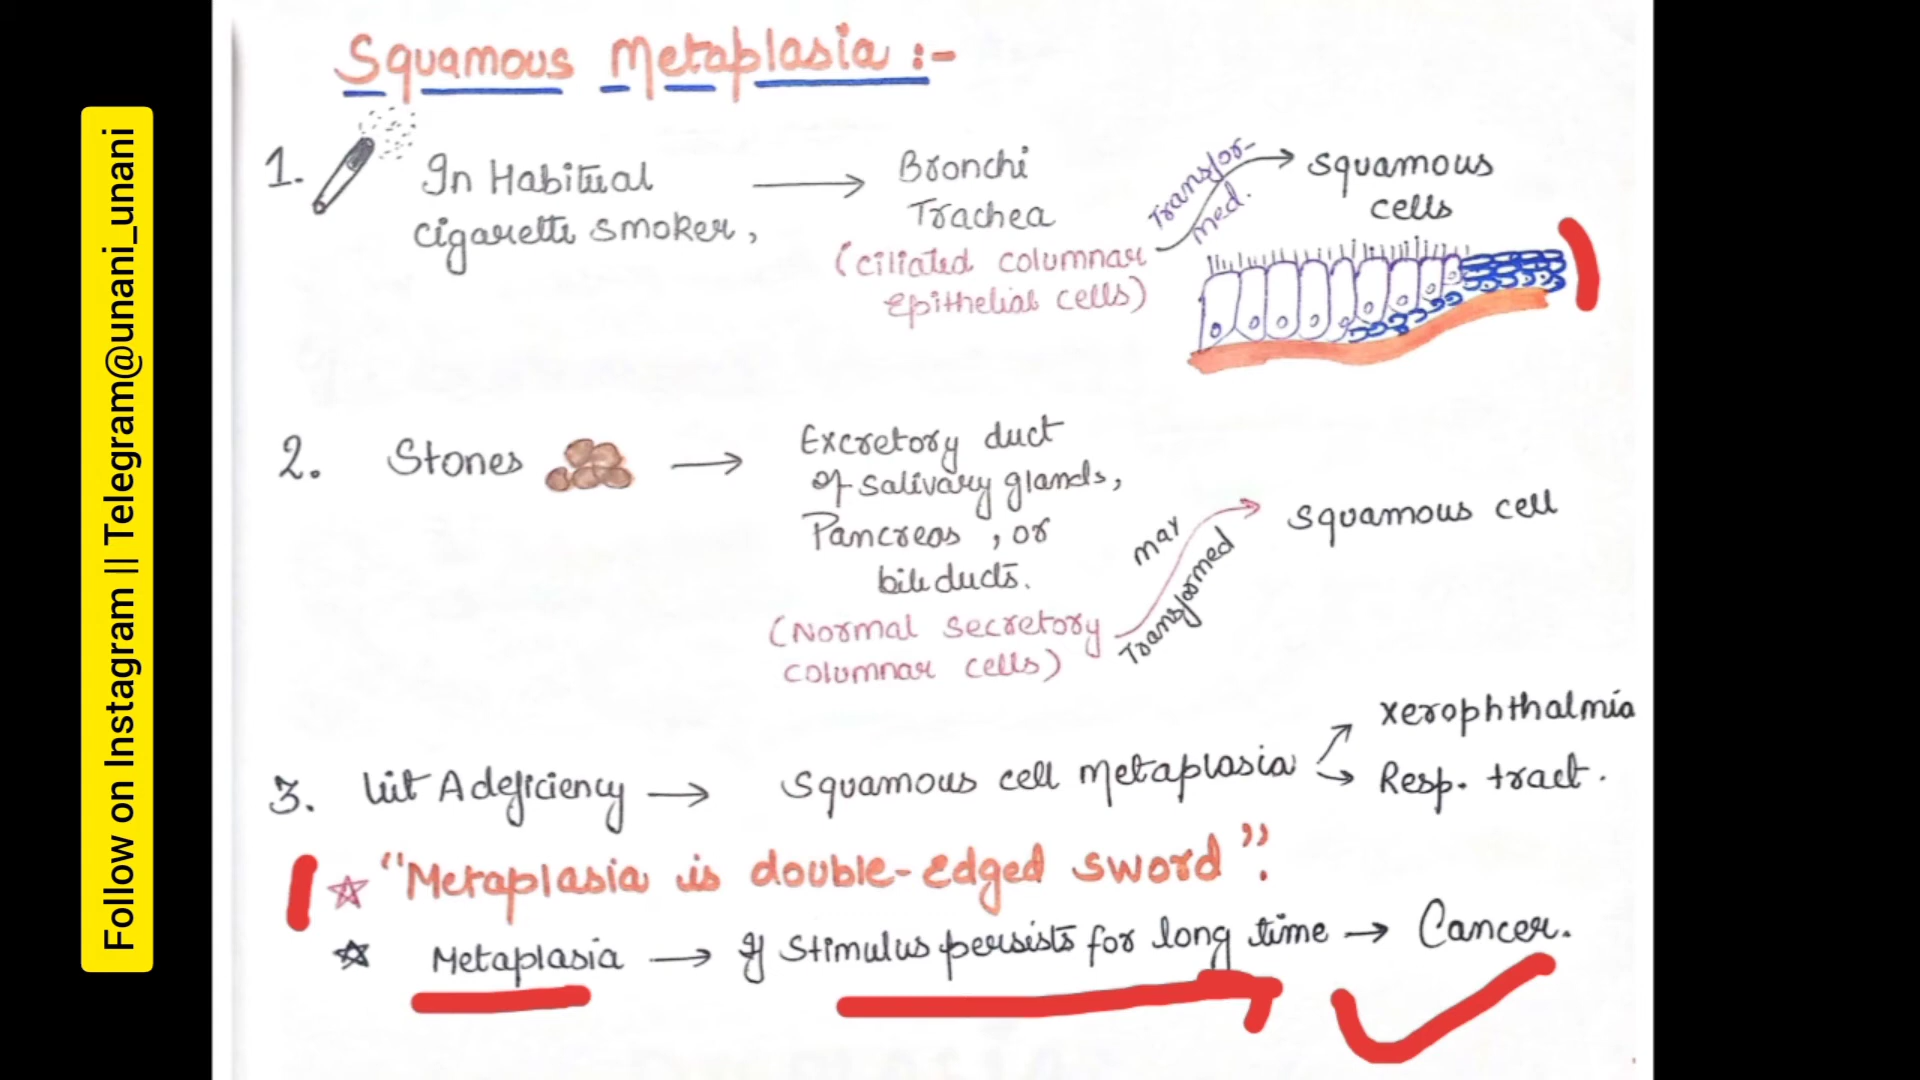 Follow on Instagram || Telegram@unani_unani
Squamous Metaplasia :-
1. In Habitual
cigarette smoker,
Bronchi
Trachea
(ciliated columnar
epithelial cells)
Transfor-
med.
squamous
cells
2. Stones
Excretory duct
of salivary glands,
Pancreas, or
bile ducts.
(Normal secretory
columnar cells)
may
Transformed
squamous cell
3. Vit A deficiency → Squamous cell metaplasia
xerophthalmia
Resp. tract.
"Metaplasia is double-edged sword".
Metaplasia → If stimulus persists for long time → Cancer.